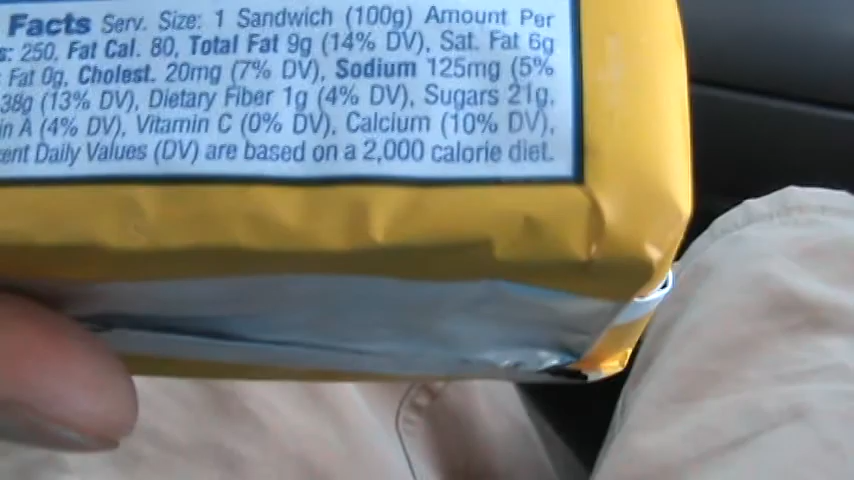 Facts Serv. Size: 1 Sandwich (100g) Amount Per
s: 250, Fat Cal. 80, Total Fat 9g (14% DV), Sat. Fat 6g
Fat 0g, Cholest. 20mg (7% DV), Sodium 125mg (5%
38g (13% DV), Dietary Fiber 1g (4% DV), Sugars 21g,
in A (4% DV), Vitamin C (0% DV), Calcium (10% DV),
ent Daily Values (DV) are based on a 2,000 calorie diet.